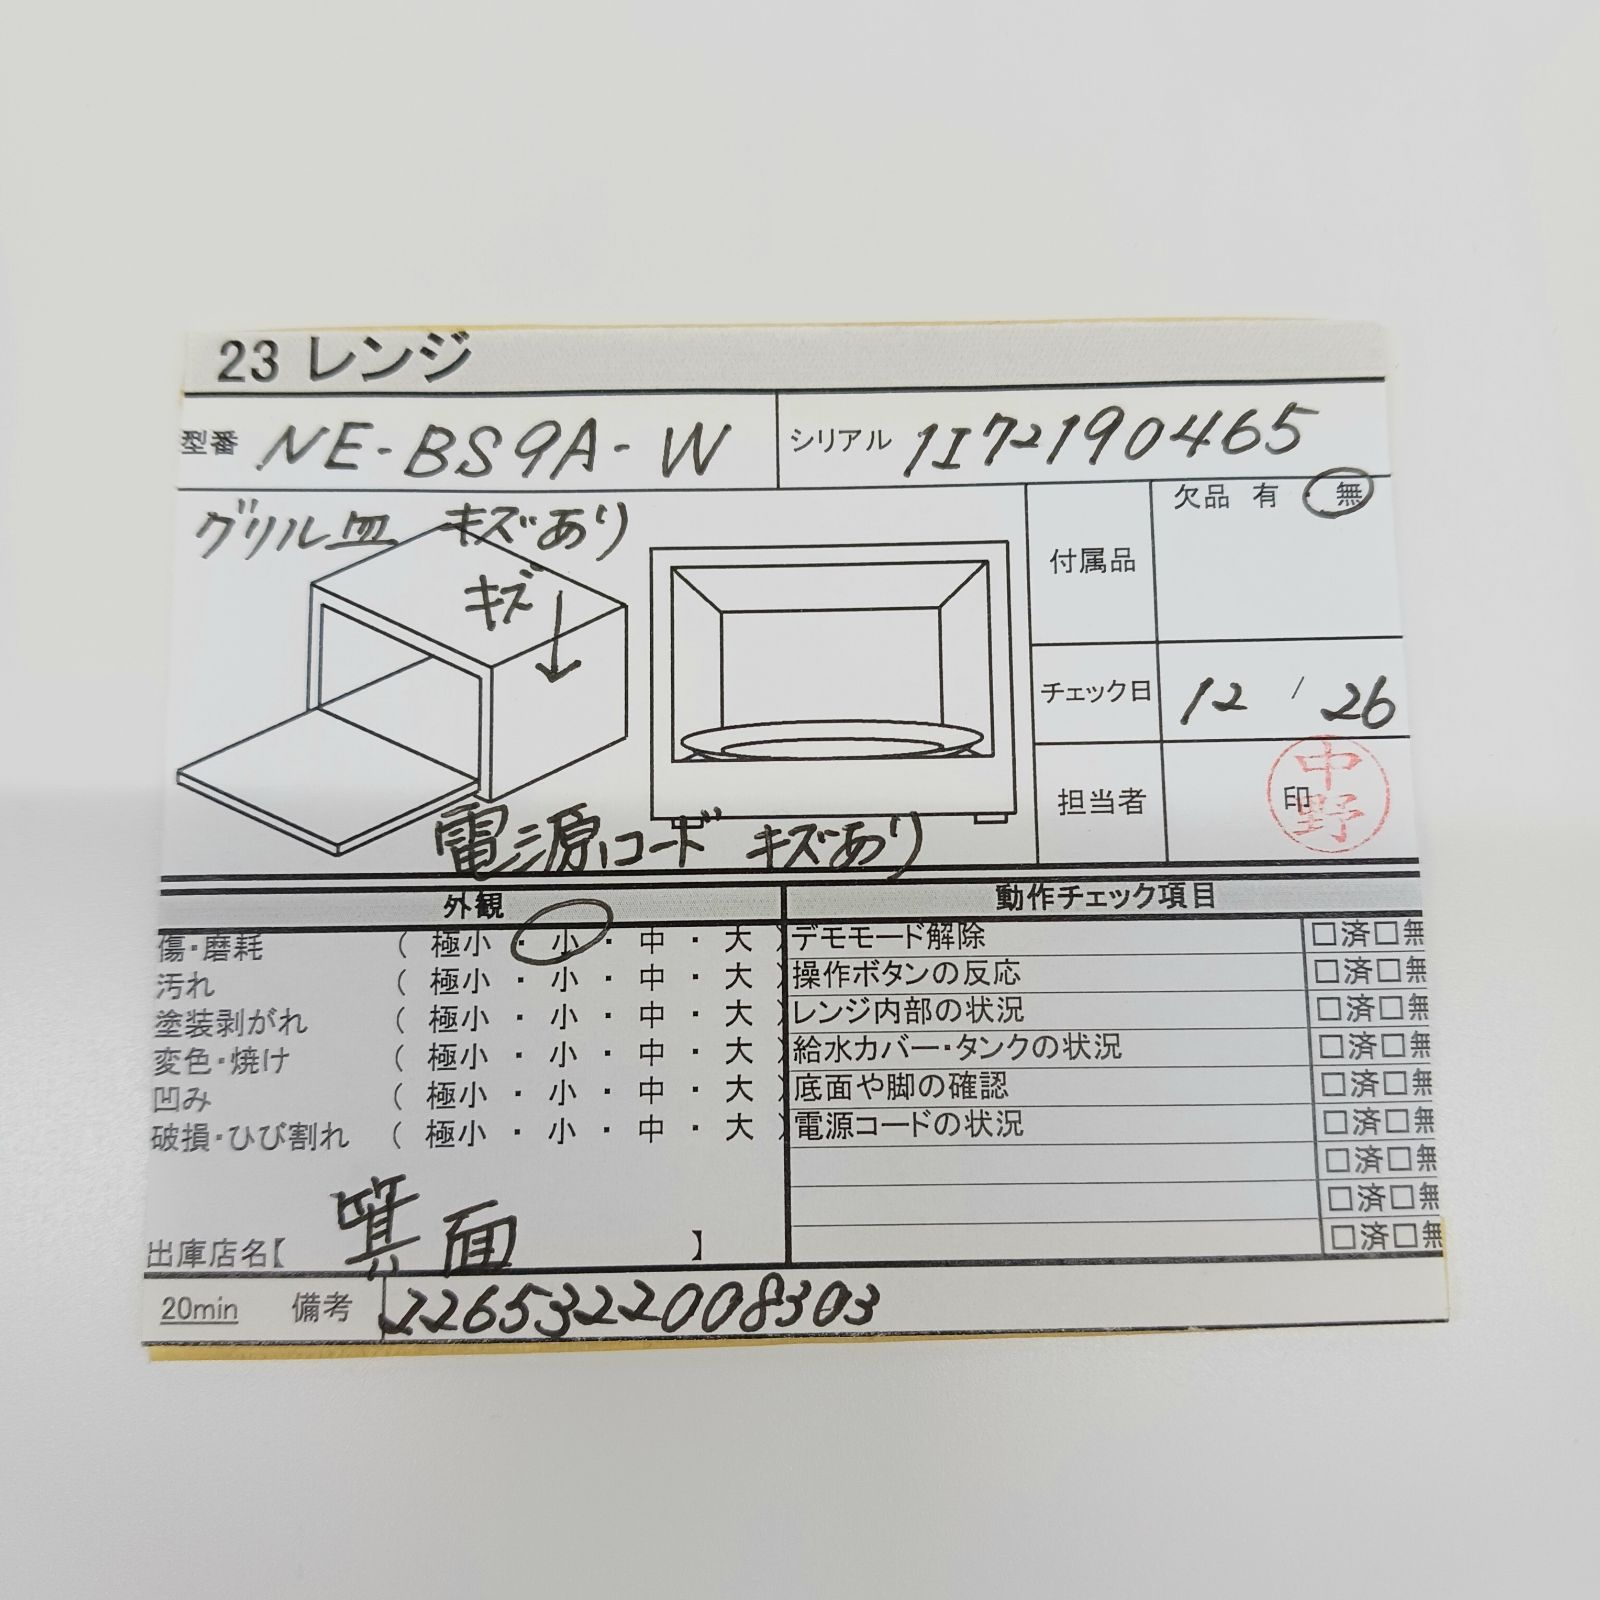 23 レンジ
型番 NE-BS9A-W シリアル 1I72190465
グリル皿 キズあり
キズ
付属品 欠品 有 ・ 無
チェック日 12 / 26
担当者 印 中野
電源コード キズあり
外観 動作チェック項目
傷・磨耗 ( 極小 ・ 小 ・ 中 ・ 大 ) デモモード解除 □済□無
汚れ ( 極小 ・ 小 ・ 中 ・ 大 ) 操作ボタンの反応 □済□無
塗装剥がれ ( 極小 ・ 小 ・ 中 ・ 大 ) レンジ内部の状況 □済□無
変色・焼け ( 極小 ・ 小 ・ 中 ・ 大 ) 給水カバー・タンクの状況 □済□無
凹み ( 極小 ・ 小 ・ 中 ・ 大 ) 底面や脚の確認 □済□無
破損・ひび割れ ( 極小 ・ 小 ・ 中 ・ 大 ) 電源コードの状況 □済□無
□済□無
□済□無
出庫店名【 箕面 】 □済□無
20min 備考 2265322008303